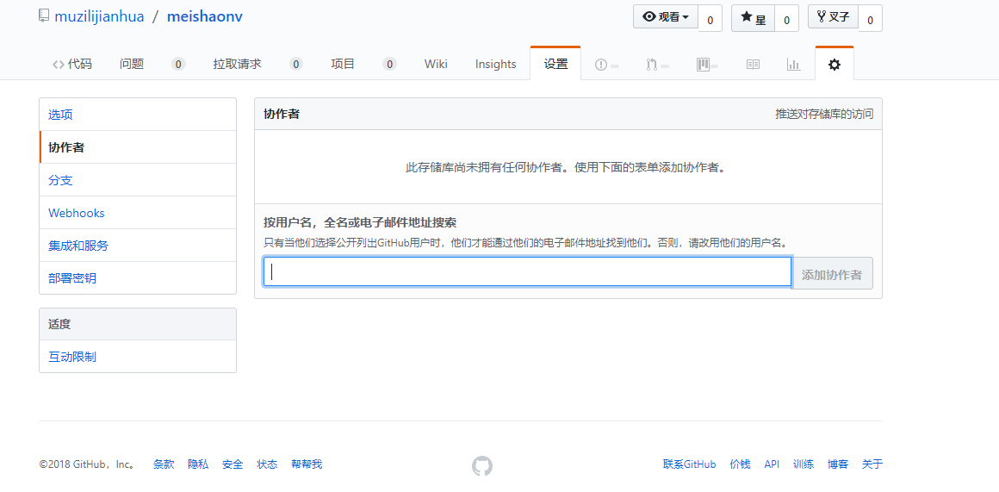 muzilijianhua / meishaonv 观看 0 星 0 叉子 0
代码 问题 0 拉取请求 0 项目 0 Wiki Insights 设置
选项
协作者
分支
Webhooks
集成和服务
部署密钥
适度
互动限制
协作者 推送对存储库的访问
此存储库尚未拥有任何协作者。使用下面的表单添加协作者。
按用户名，全名或电子邮件地址搜索
只有当他们选择公开列出GitHub用户时，他们才能通过他们的电子邮件地址找到他们。否则，请改用他们的用户名。
添加协作者
©2018 GitHub，Inc。 条款 隐私 安全 状态 帮帮我 联系GitHub 价钱 API 训练 博客 关于